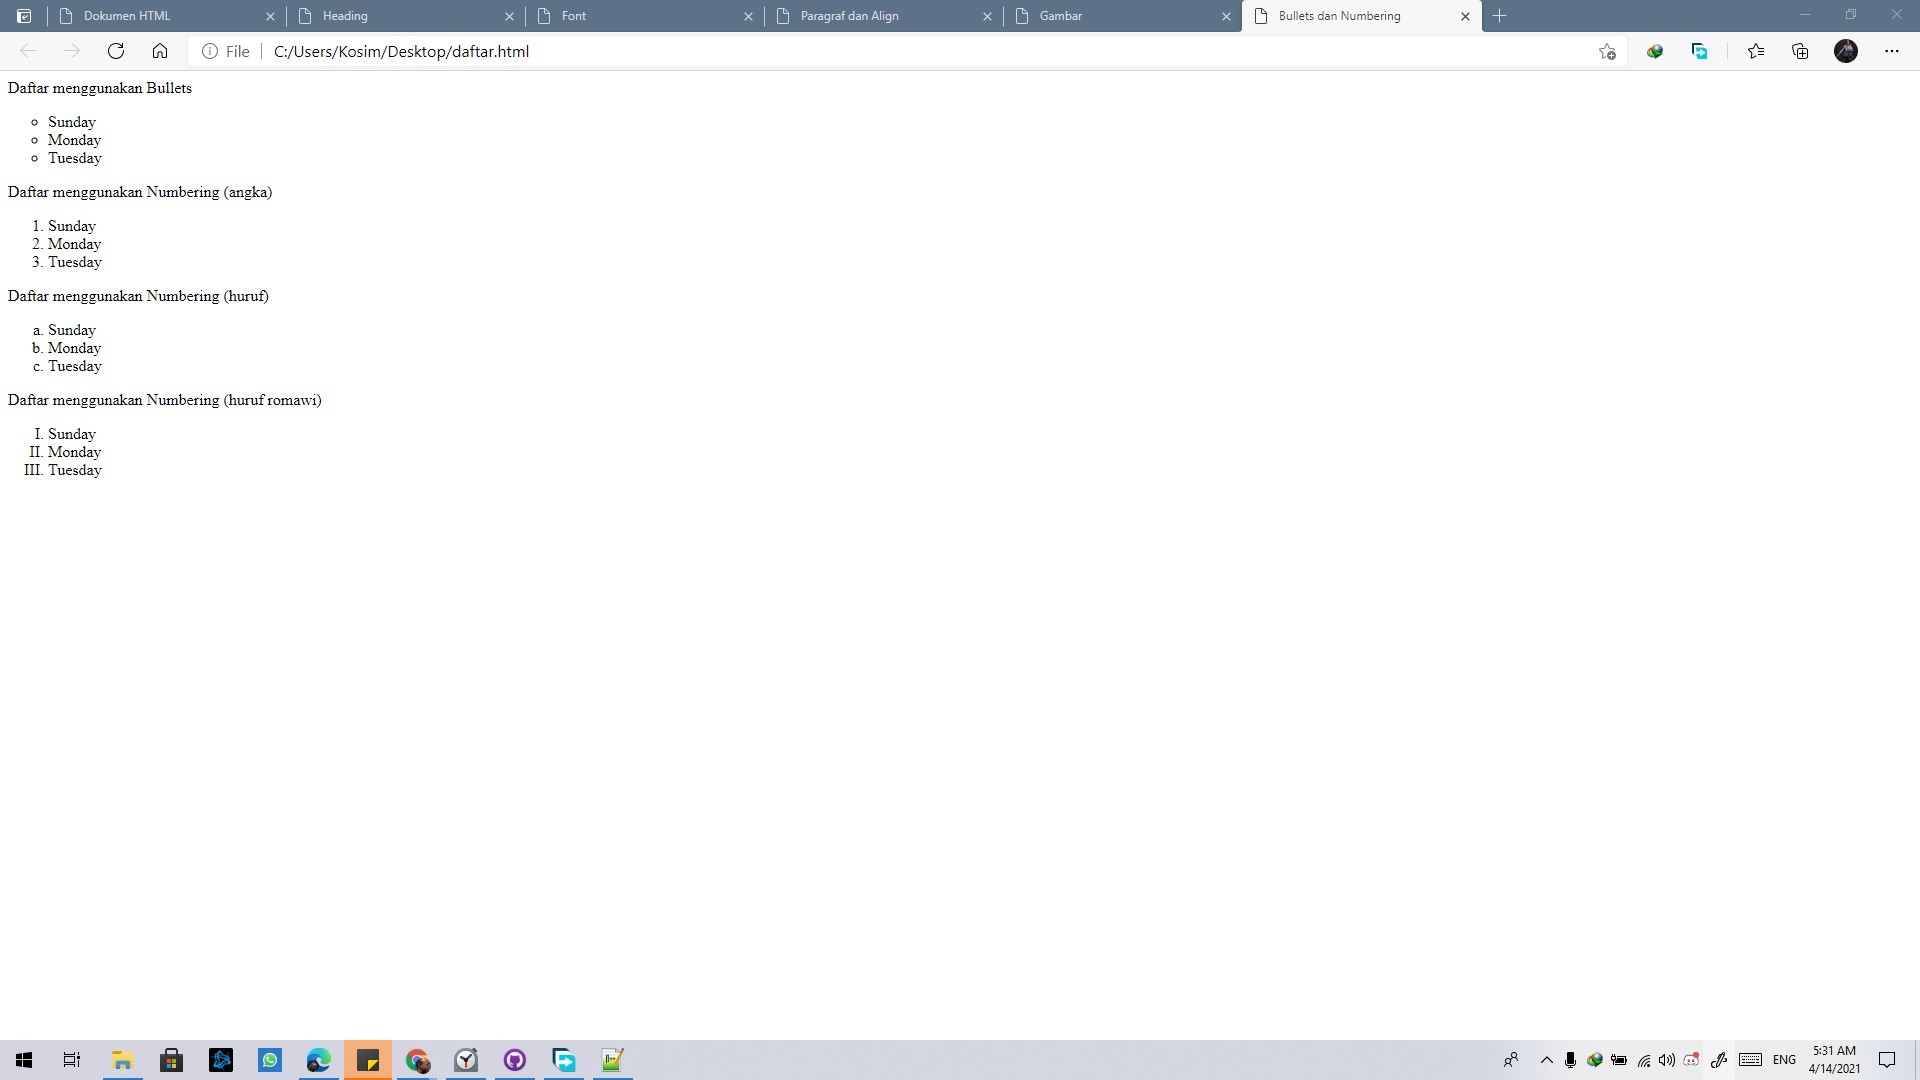 Dokumen HTML
Heading
Font
Paragraf dan Align
Gambar
Bullets dan Numbering
File
C:/Users/Kosim/Desktop/daftar.html
Daftar menggunakan Bullets
Sunday
Monday
Tuesday
Daftar menggunakan Numbering (angka)
1. Sunday
2. Monday
3. Tuesday
Daftar menggunakan Numbering (huruf)
a. Sunday
b. Monday
c. Tuesday
Daftar menggunakan Numbering (huruf romawi)
I. Sunday
II. Monday
III. Tuesday
ENG
5:31 AM
4/14/2021